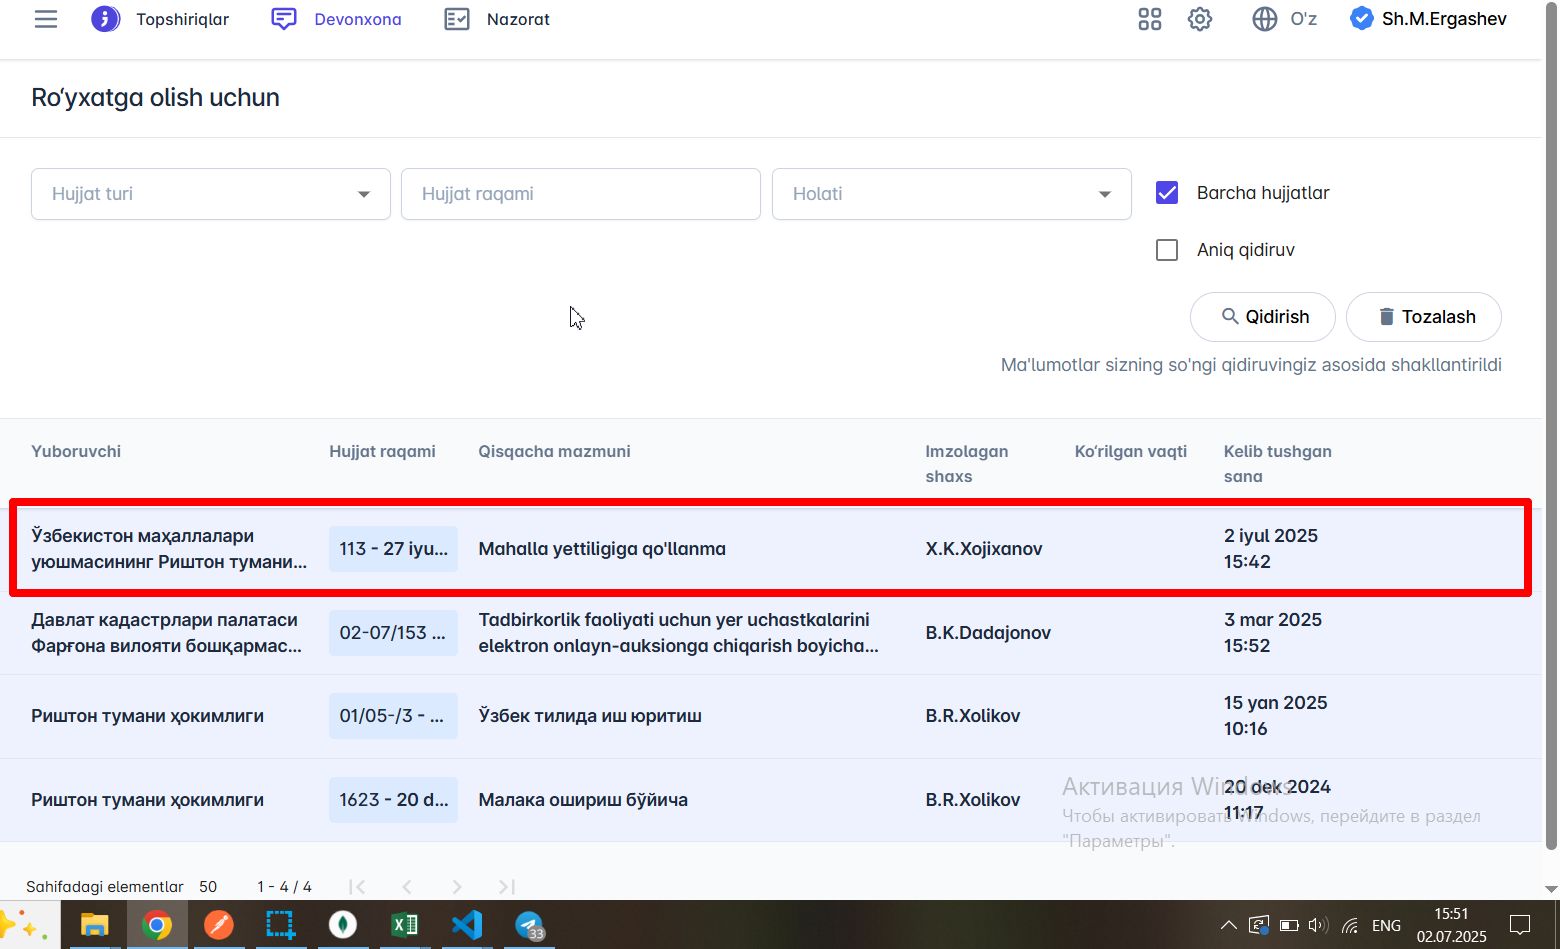 Topshiriqlar
Devonxona
Nazorat
O'z
Sh.M.Ergashev
Roʻyxatga olish uchun
Hujjat turi
Hujjat raqami
Holati
Barcha hujjatlar
Aniq qidiruv
Qidirish
Tozalash
Ma'lumotlar sizning so'ngi qidiruvingiz asosida shakllantirildi
Yuboruvchi
Hujjat raqami
Qisqacha mazmuni
Imzolagan
shaxs
Koʻrilgan vaqti
Kelib tushgan
sana
Ўзбекистон маҳаллалари
уюшмасининг Риштон тумани...
113 - 27 iyu...
Mahalla yettiligiga qo'llanma
X.K.Xojixanov
2 iyul 2025
15:42
Давлат кадастрлари палатаси
Фарғона вилояти бошқармас...
02-07/153 ...
Tadbirkorlik faoliyati uchun yer uchastkalarini
elektron onlayn-auksionga chiqarish boyicha...
B.K.Dadajonov
3 mar 2025
15:52
Риштон тумани ҳокимлиги
01/05-/3 - ...
Ўзбек тилида иш юритиш
B.R.Xolikov
15 yan 2025
10:16
Риштон тумани ҳокимлиги
1623 - 20 d...
Малака ошириш бўйича
B.R.Xolikov
20 dek 2024
11:17
Активация Windows
Чтобы активировать Windows, перейдите в раздел
"Параметры".
Sahifadagi elementlar 50 1 - 4 / 4
33
ENG
15:51
02.07.2025